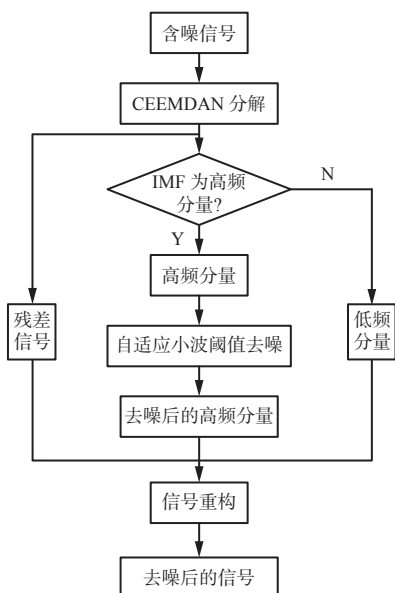 含噪信号
CEEMDAN 分解
IMF 为高频
分量?
N
Y
高频分量
残差
信号
低频
分量
自适应小波阈值去噪
去噪后的高频分量
信号重构
去噪后的信号